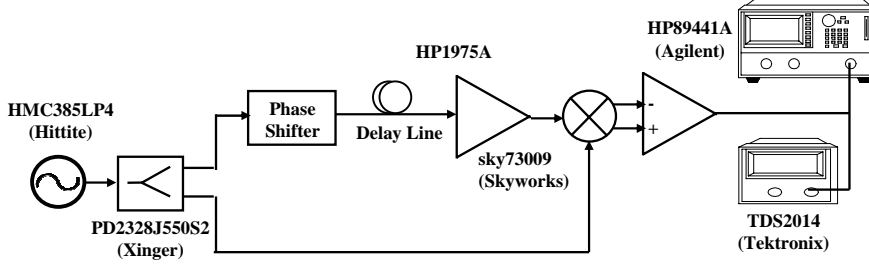 HP89441A
(Agilent)
HP1975A
HMC385LP4
(Hittite)
Phase
Shifter
Delay Line
-
+
sky73009
(Skyworks)
PD2328J550S2
(Xinger)
TDS2014
(Tektronix)